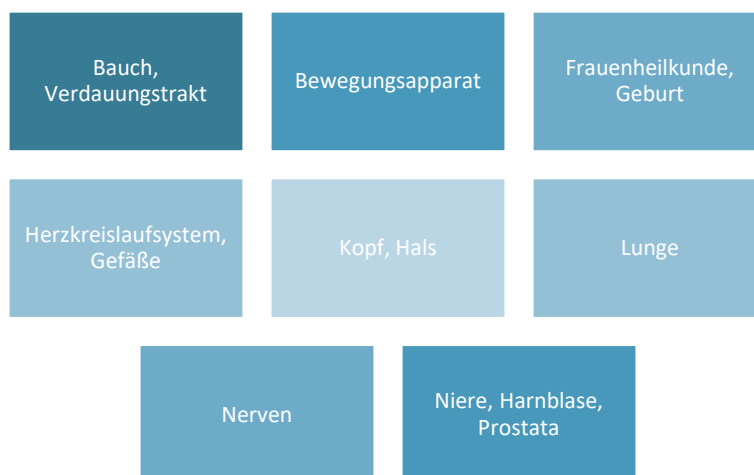 Bauch,
Verdauungstrakt
Bewegungsapparat
Frauenheilkunde,
Geburt
Herzkreislaufsystem,
Gefäße
Kopf, Hals
Lunge
Nerven
Niere, Harnblase,
Prostata